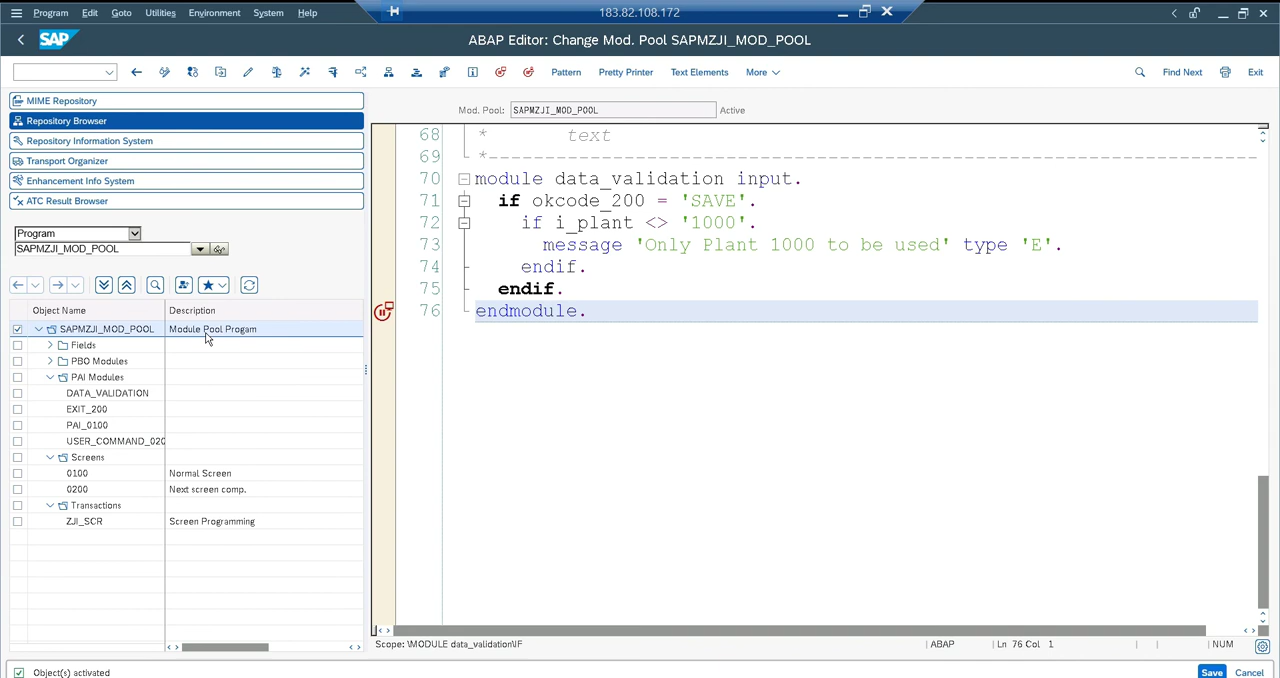 Program Edit Goto Utilities Environment System Help
183.82.108.172
SAP
ABAP Editor: Change Mod. Pool SAPMZJI_MOD_POOL
Pattern Pretty Printer Text Elements More Find Next Exit
MIME Repository
Repository Browser
Repository Information System
Transport Organizer
Enhancement Info System
ATC Result Browser
Program
SAPMZJI_MOD_POOL
Object Name Description
SAPMZJI_MOD_POOL Module Pool Progam
Fields
PBO Modules
PAI Modules
DATA_VALIDATION
EXIT_200
PAI_0100
USER_COMMAND_020
Screens
0100 Normal Screen
0200 Next screen comp.
Transactions
ZJI_SCR Screen Programming
Mod. Pool: SAPMZJI_MOD_POOL Active
68 * text
69 *----------------------------------------------------------------------
70 module data_validation input.
71 if okcode_200 = 'SAVE'.
72 if i_plant <> '1000'.
73 message 'Only Plant 1000 to be used' type 'E'.
74 endif.
75 endif.
76 endmodule.
Scope: \MODULE data_validation\IF ABAP Ln 76 Col 1 NUM
Object(s) activated Save Cancel